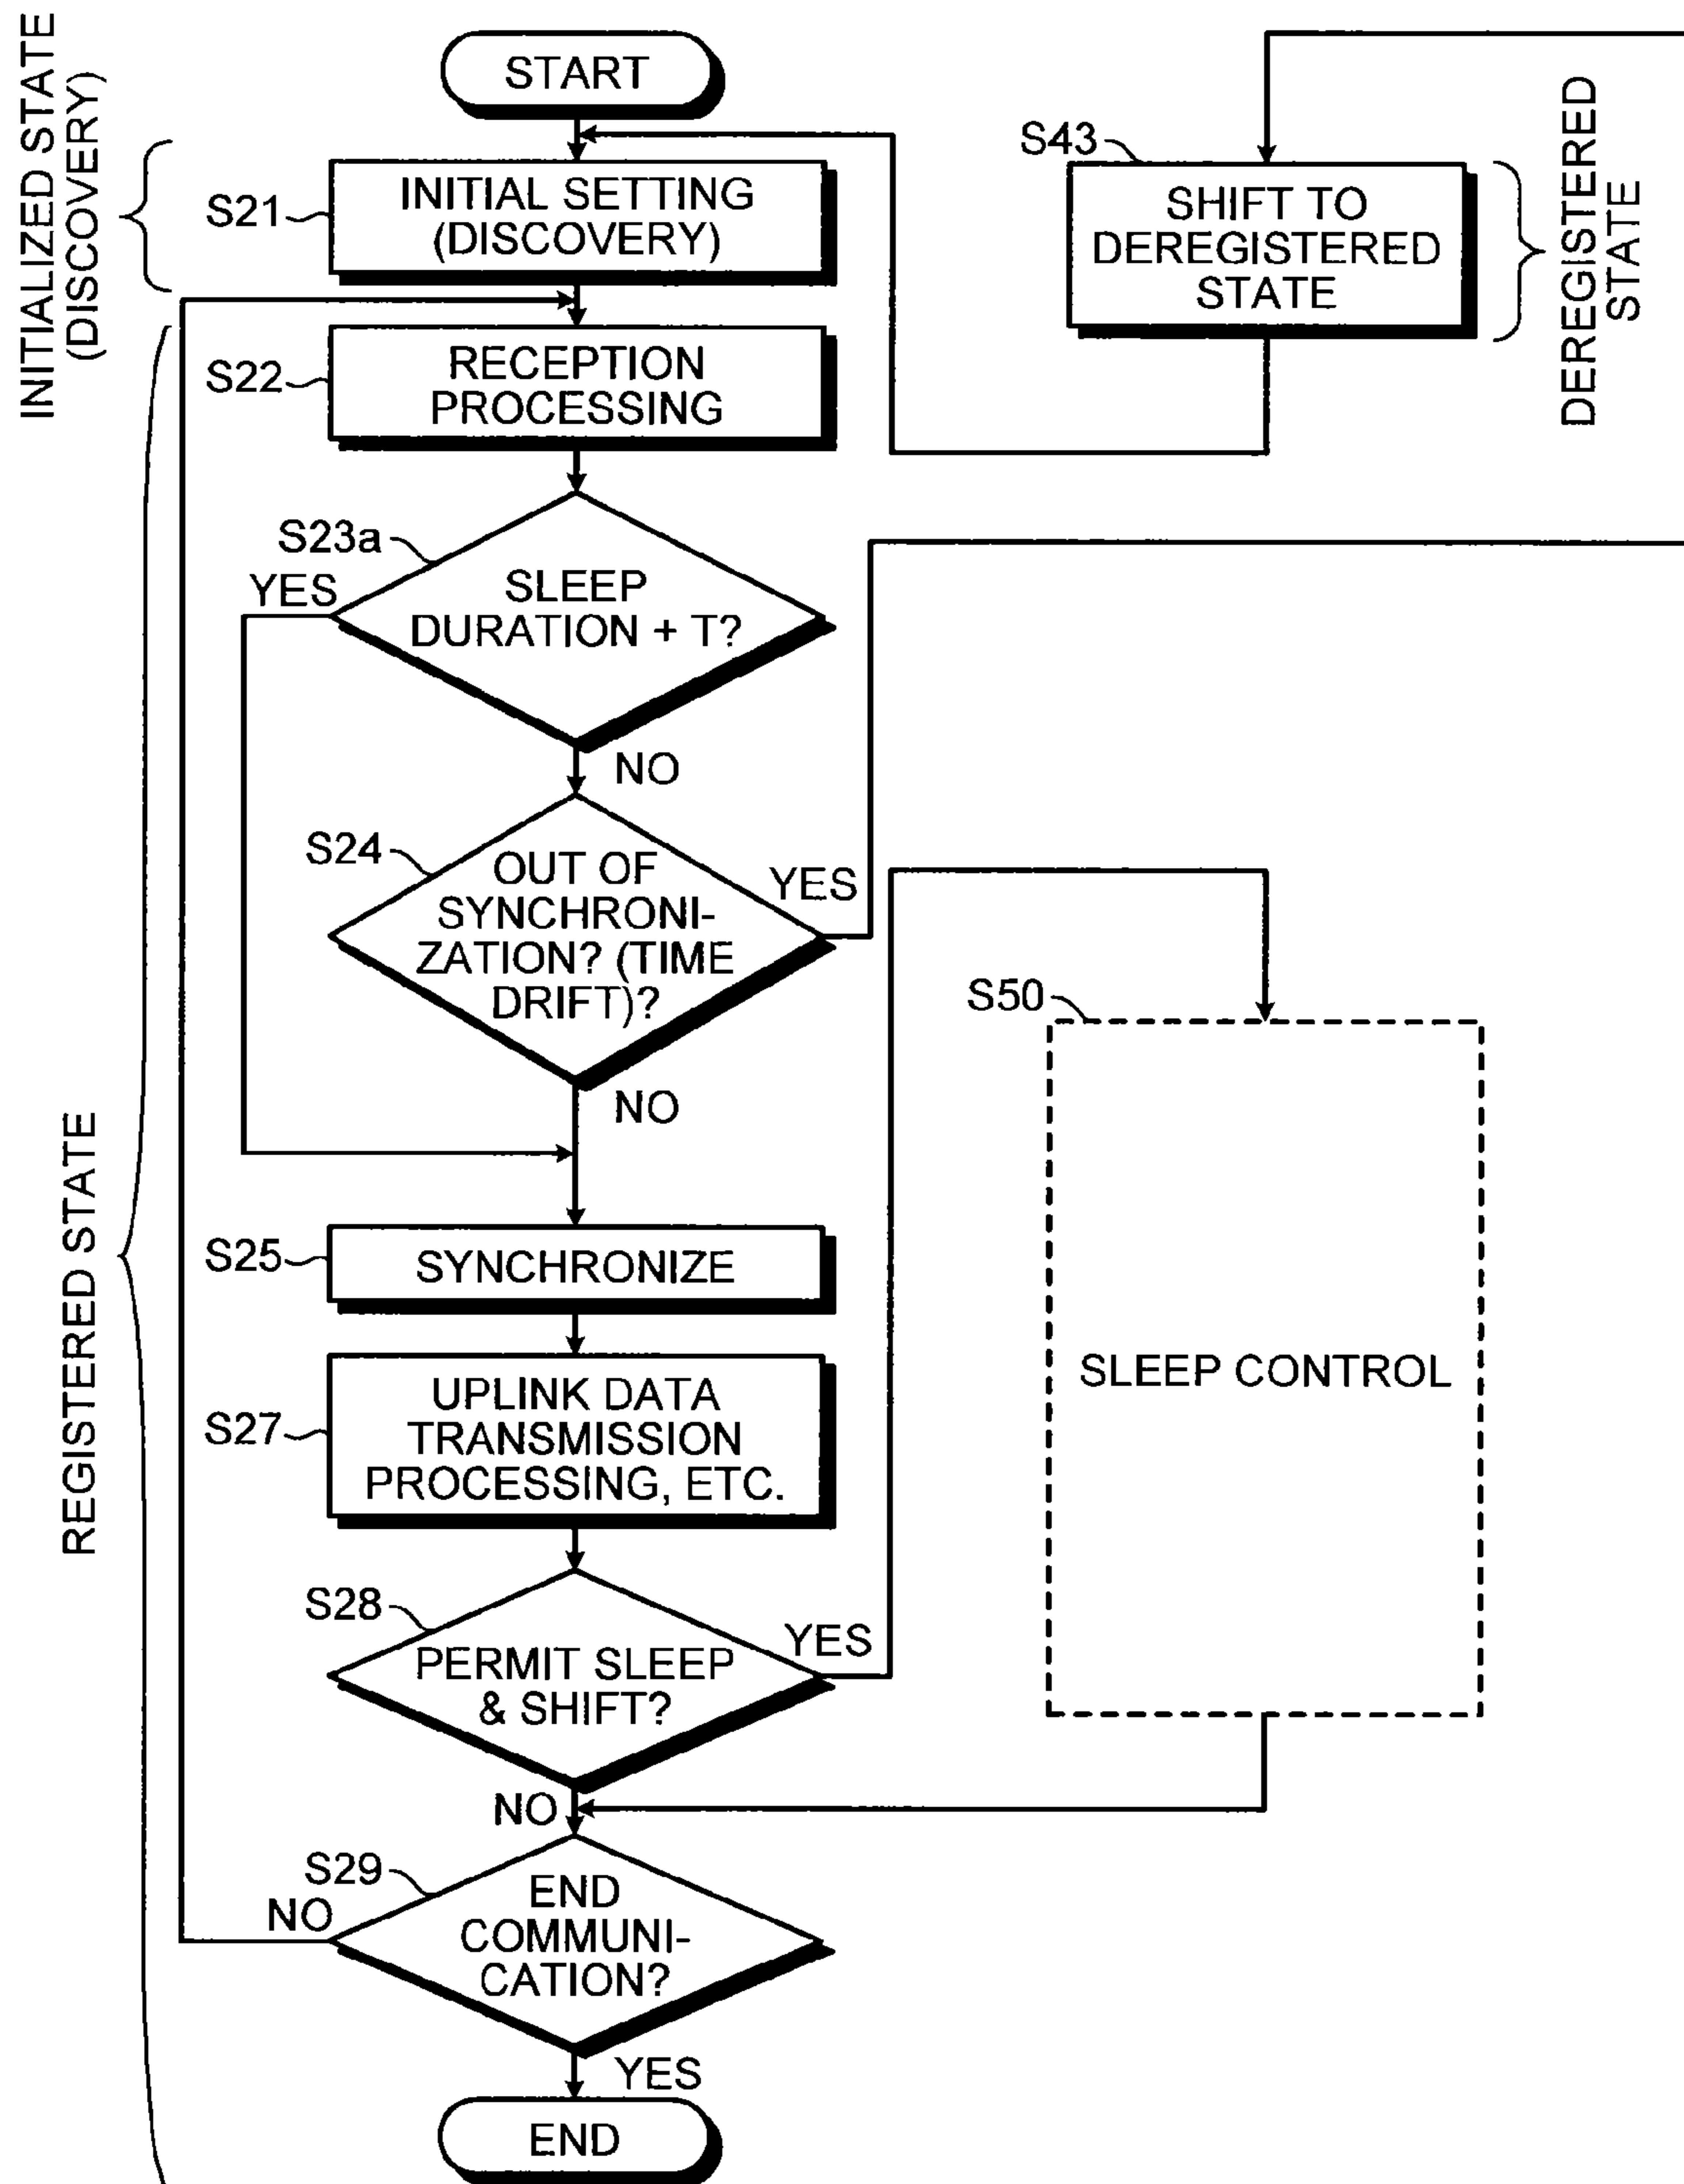 INITIALIZED STATE
(DISCOVERY)
START
S21
INITIAL SETTING
(DISCOVERY)
S43
SHIFT TO
DEREGISTERED
STATE
DEREGISTERED
STATE
S22
RECEPTION
PROCESSING
S23a
YES
SLEEP
DURATION + T?
NO
S24
OUT OF
SYNCHRONI-
ZATION? (TIME
DRIFT)?
YES
NO
REGISTERED STATE
S50
SLEEP CONTROL
S25
SYNCHRONIZE
S27
UPLINK DATA
TRANSMISSION
PROCESSING, ETC.
S28
PERMIT SLEEP
& SHIFT?
YES
NO
S29
NO
END
COMMUNI-
CATION?
YES
END